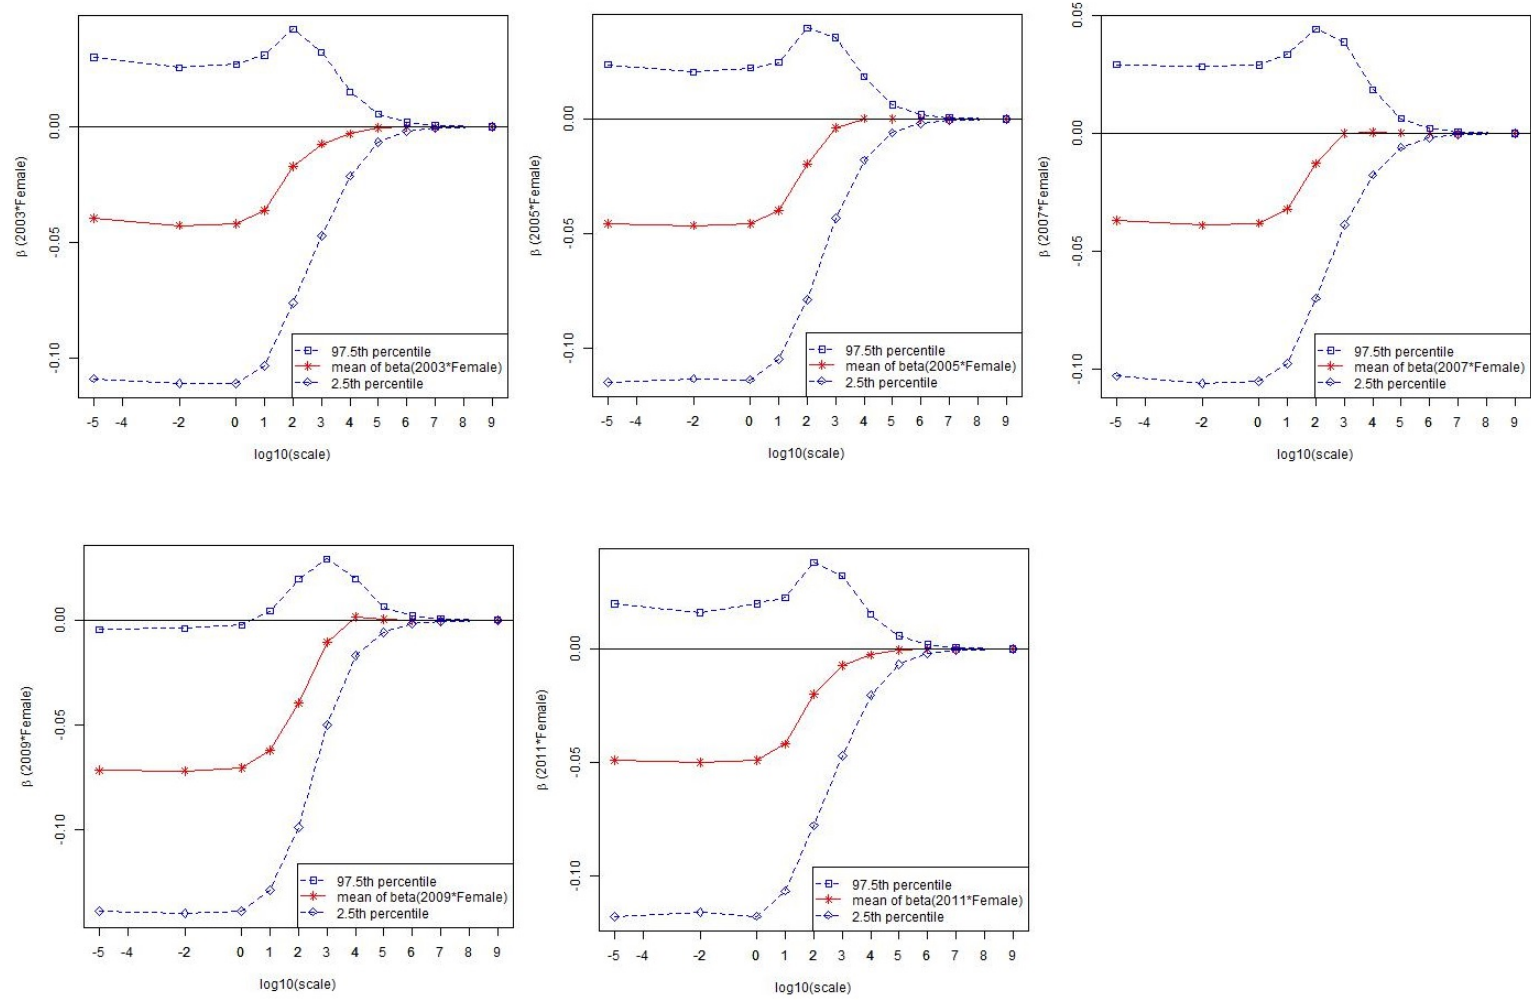 0.00
-0.05
-0.10
β (2003*Female)
97.5th percentile
mean of beta(2003*Female)
2.5th percentile
-5 -4 -2 0 1 2 3 4 5 6 7 9
log10(scale)
0.00
-0.05
-0.10
β (2005*Female)
97.5th percentile
mean of beta(2005*Female)
2.5th percentile
-5 -4 -2 0 1 2 3 4 5 6 7 9
log10(scale)
0.05
0.00
-0.05
-0.10
β (2007*Female)
97.5th percentile
mean of beta(2007*Female)
2.5th percentile
-5 -4 -2 0 1 2 3 4 5 6 7 9
log10(scale)
0.00
-0.05
-0.10
β (2009*Female)
97.5th percentile
mean of beta(2009*Female)
2.5th percentile
-5 -4 -2 0 1 2 3 4 5 6 7 9
log10(scale)
0.00
-0.05
-0.10
β (2011*Female)
97.5th percentile
mean of beta(2011*Female)
2.5th percentile
-5 -4 -2 0 1 2 3 4 5 6 7 9
log10(scale)